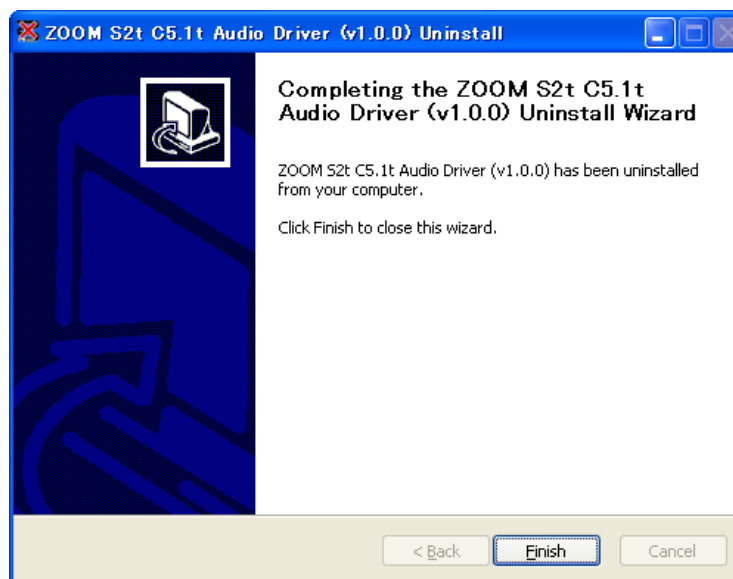 ZOOM S2t C5.1t Audio Driver (v1.0.0) Uninstall
Completing the ZOOM S2t C5.1t
Audio Driver (v1.0.0) Uninstall Wizard
ZOOM S2t C5.1t Audio Driver (v1.0.0) has been uninstalled
from your computer.
Click Finish to close this wizard.
< Back
Finish
Cancel